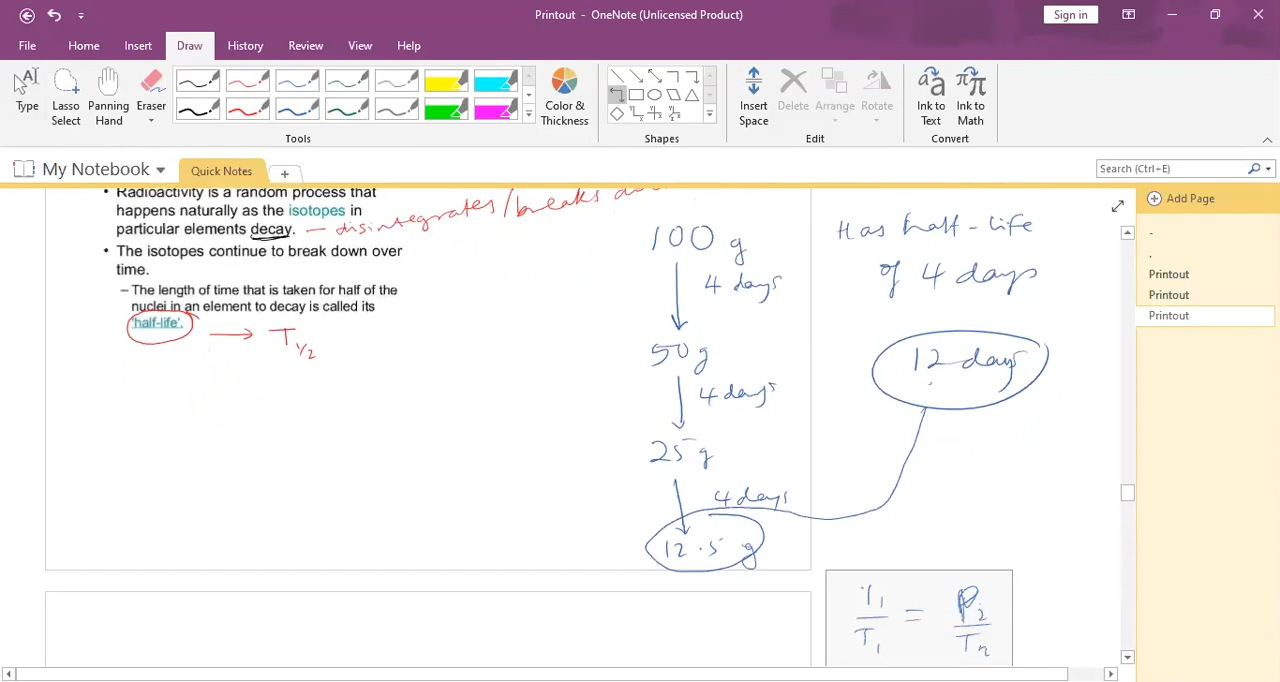 Printout - OneNote (Unlicensed Product)
Sign in
File Home Insert Draw History Review View Help
Type
Lasso Select
Panning Hand
Eraser
Color & Thickness
Insert Space
Delete
Arrange
Rotate
Ink to Text
Ink to Math
Tools
Shapes
Edit
Convert
My Notebook
Quick Notes
Search (Ctrl+E)
Add Page
-
.
Printout
Printout
Printout
• Radioactivity is a random process that
happens naturally as the isotopes in
particular elements decay. – disintegrates/breaks
• The isotopes continue to break down over
time.
– The length of time that is taken for half of the
nuclei in an element to decay is called its
'half-life'. → T1/2
100 g
4 days
50 g
4 days
25 g
4 days
12.5 g
Has half-life
of 4 days
12 days
= P2
T1 Tn